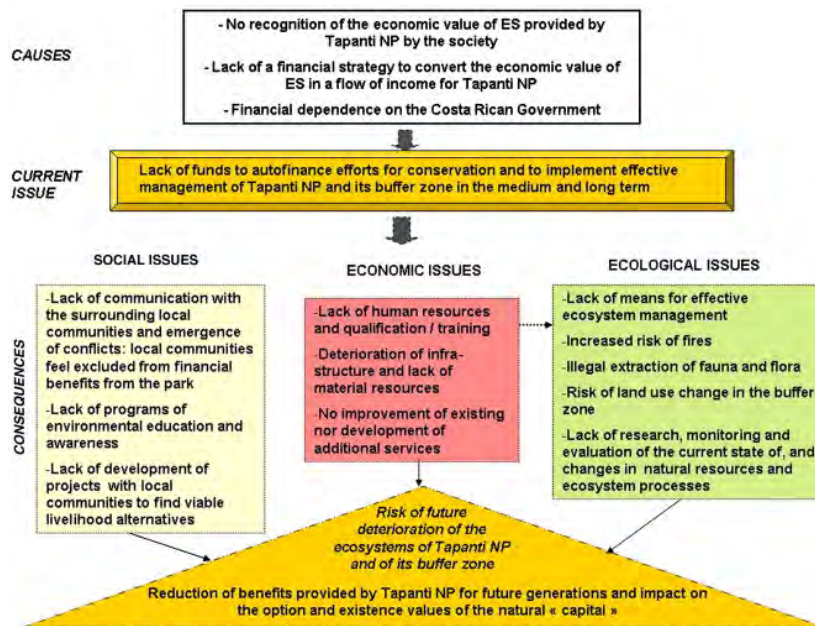 CAUSES
- No recognition of the economic value of ES provided by
Tapanti NP by the society
- Lack of a financial strategy to convert the economic value of
ES in a flow of income for Tapanti NP
- Financial dependence on the Costa Rican Government
CURRENT
ISSUE
Lack of funds to autofinance efforts for conservation and to implement effective
management of Tapanti NP and its buffer zone in the medium and long term
CONSEQUENCES
SOCIAL ISSUES
-Lack of communication with
the surrounding local
communities and emergence
of conflicts: local communities
feel excluded from financial
benefits from the park
-Lack of programs of
environmental education and
awareness
-Lack of development of
projects with local
communities to find viable
livelihood alternatives
ECONOMIC ISSUES
-Lack of human resources
and qualification / training
-Deterioration of infra-
structure and lack of
material resources
-No improvement of existing
nor development of
additional services
ECOLOGICAL ISSUES
-Lack of means for effective
ecosystem management
-Increased risk of fires
-Illegal extraction of fauna and flora
-Risk of land use change in the buffer
zone
-Lack of research, monitoring and
evaluation of the current state of, and
changes in natural resources and
ecosystem processes
Risk of future
deterioration of the
ecosystems of Tapanti NP
and of its buffer zone
Reduction of benefits provided by Tapanti NP for future generations and impact on
the option and existence values of the natural « capital »